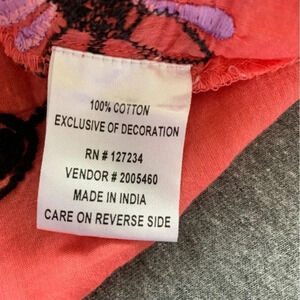 100% COTTON
EXCLUSIVE OF DECORATION
RN # 127234
VENDOR # 2005460
MADE IN INDIA
CARE ON REVERSE SIDE